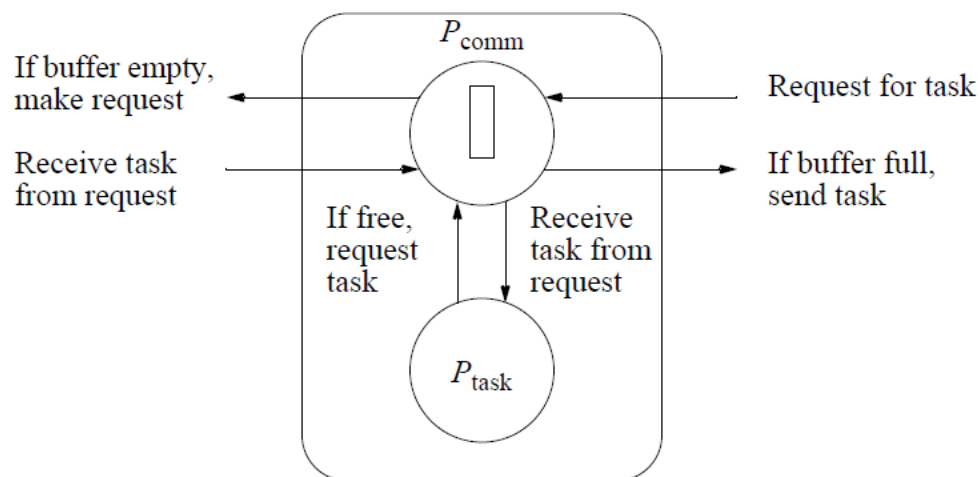 P_comm
If buffer empty,
make request
Request for task
Receive task
from request
If buffer full,
send task
If free,
request
task
Receive
task from
request
P_task